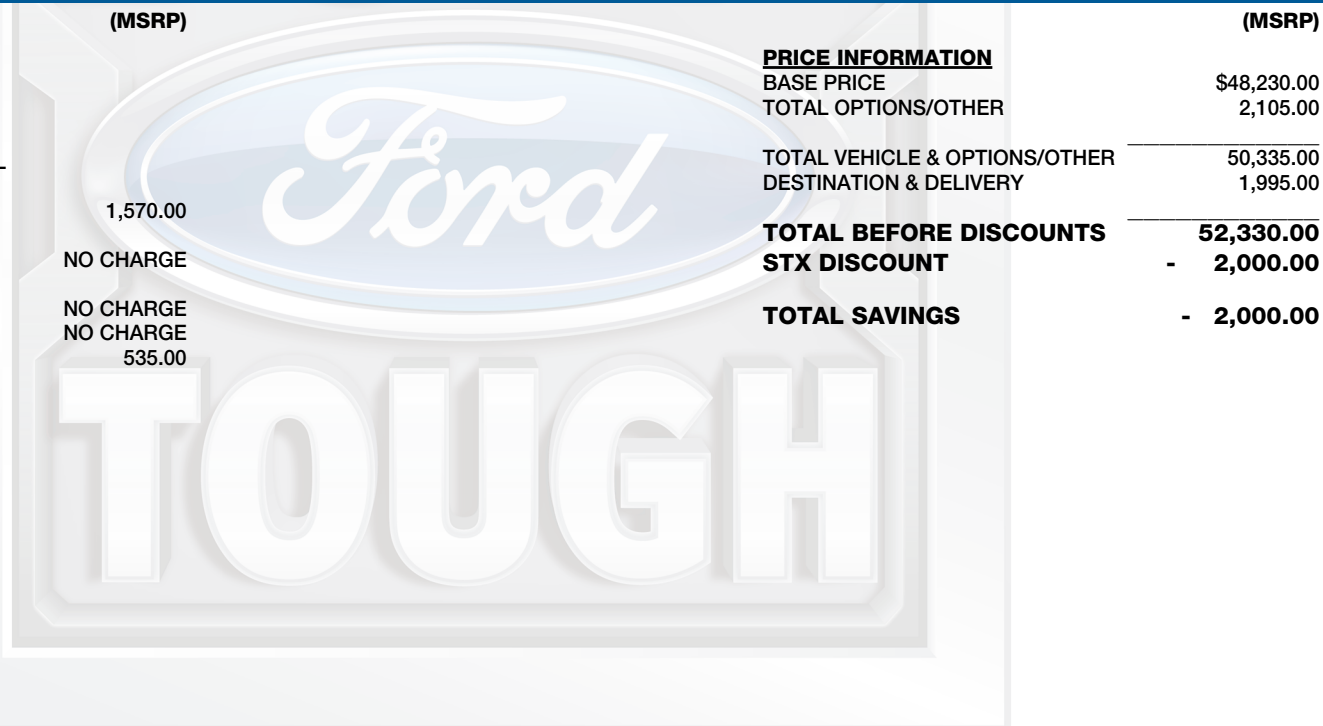 (MSRP)
1,570.00
NO CHARGE
NO CHARGE
NO CHARGE
535.00
(MSRP)
PRICE INFORMATION
BASE PRICE $48,230.00
TOTAL OPTIONS/OTHER 2,105.00
TOTAL VEHICLE & OPTIONS/OTHER 50,335.00
DESTINATION & DELIVERY 1,995.00
TOTAL BEFORE DISCOUNTS 52,330.00
STX DISCOUNT - 2,000.00
TOTAL SAVINGS - 2,000.00
Ford
TOUGH